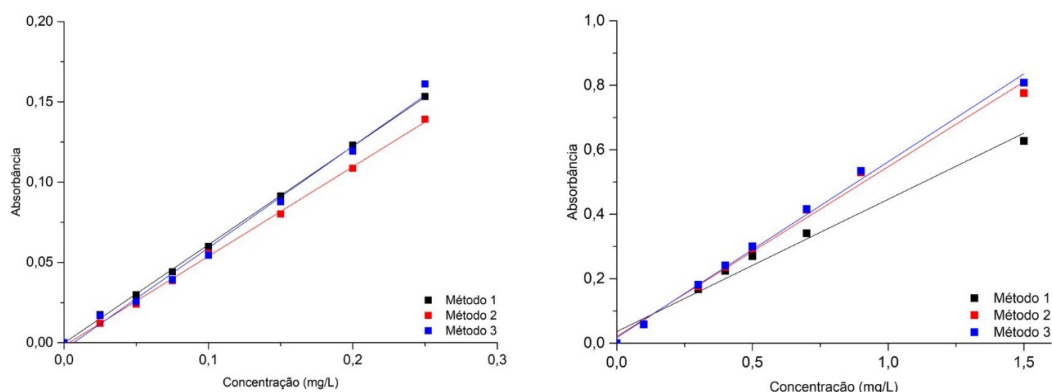 0,20
0,15
0,10
0,05
0,00
Absorbância
0,0
0,1
0,2
0,3
Concentração (mg/L)
Método 1
Método 2
Método 3
1,0
0,8
0,6
0,4
0,2
0,0
Absorbância
0,0
0,5
1,0
1,5
Concentração (mg/L)
Método 1
Método 2
Método 3